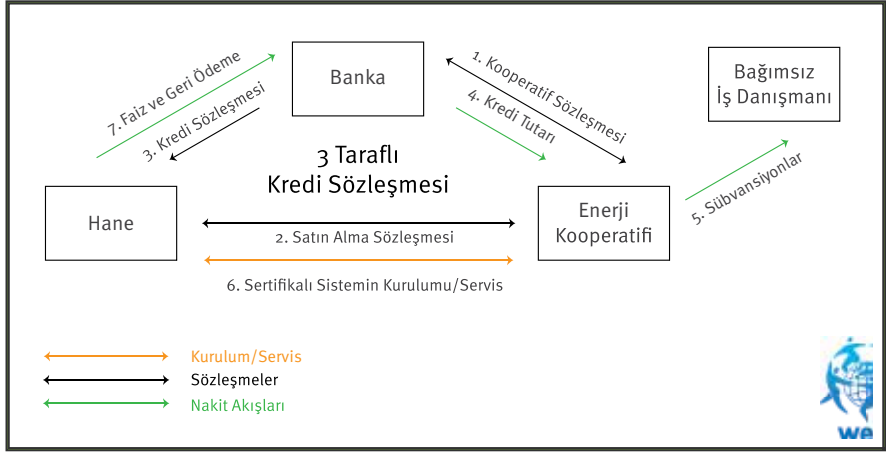 Banka
Bağımsız
İş Danışmanı
7. Faiz ve Geri Ödeme
3. Kredi Sözleşmesi
1. Kooperatif Sözleşmesi
4. Kredi Tutarı
3 Taraflı
Kredi Sözleşmesi
5. Sübvansiyonlar
Hane
Enerji
Kooperatifi
2. Satın Alma Sözleşmesi
6. Sertifikalı Sistemin Kurulumu/Servis
Kurulum/Servis
Sözleşmeler
Nakit Akışları
we